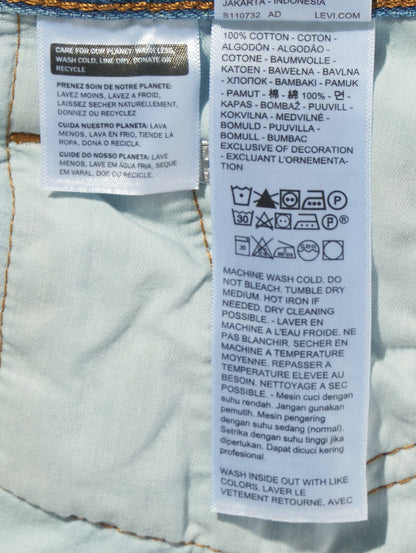 CARE FOR OUR PLANET WASH LESS,
WASH COLD, LINE DRY, DONATE OR
RECYCLE
PRENEZ SOIN DE NOTRE PLANETE:
LAVEZ MOINS, LAVEZ A FROID,
LAISSEZ SECHER NATURELLEMENT,
DONNEZ OU RECYCLEZ
CUIDA NUESTRO PLANETA: LAVA
MENOS, LAVA EN FRIO, TIENDE LA
ROPA, DONA O RECICLA.
CUIDE DO NOSSO PLANETA: LAVE
MENOS, LAVE EM ÁGUA FRIA, SEQUE
EM VARAL, DOE OU RECICLE.
JAKARTA - INDONESIA
S110732 AD LEVI.COM
100% COTTON - COTON -
ALGODÓN - ALGODÃO -
COTONE - BAUMWOLLE -
KATOEN - BAWEŁNA - BAVLNA
- ХЛОПОК - BAMBAKI - PAMUK
- PAMUT - 棉 - 綿 100% - 면 -
KAPAS - BOMBAŽ - PUUVILL -
KOKVILNA - MEDVILNĖ -
BOMULD - PUUVILLA -
BUMBAC - BOMULL -
EXCLUSIVE OF DECORATION
- EXCLUANT L'ORNEMENTA-
TION
30
MACHINE WASH COLD. DO
NOT BLEACH. TUMBLE DRY
MEDIUM. HOT IRON IF
NEEDED. DRY CLEANING
POSSIBLE. - LAVER EN
MACHINE A L'EAU FROIDE. NE
PAS BLANCHIR. SECHER EN
MACHINE A TEMPERATURE
MOYENNE. REPASSER A
TEMPERATURE ELEVEE AU
BESOIN. NETTOYAGE A SEC
POSSIBLE. - Mesin cuci dengan
suhu rendah. Jangan gunakan
pemutih. Mesin pengering
dengan suhu sedang (normal).
Setrika dengan suhu tinggi jika
diperlukan. Dapat dicuci kering
profesional.
WASH INSIDE OUT WITH LIKE
COLORS. LAVER LE
VETEMENT RETOURNE, AVEC